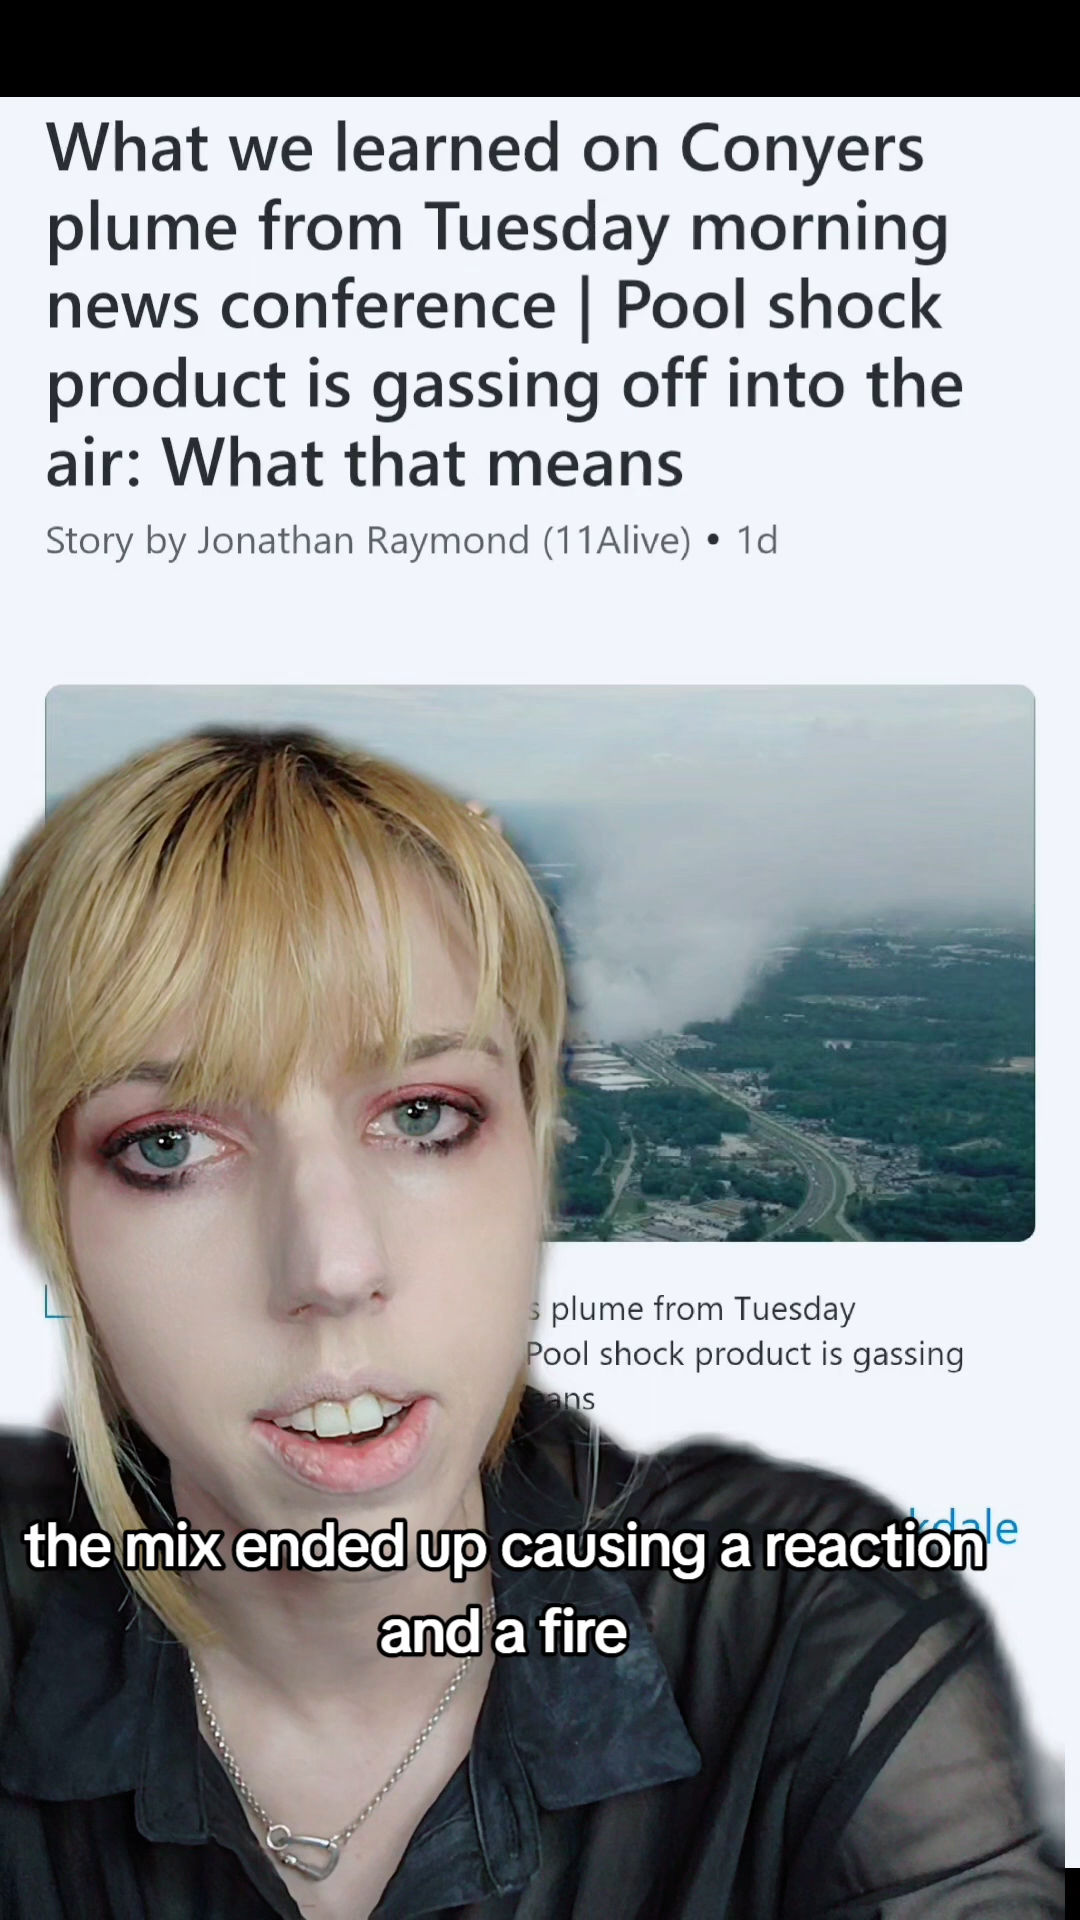 What we learned on Conyers
plume from Tuesday morning
news conference | Pool shock
product is gassing off into the
air: What that means
Story by Jonathan Raymond (11Alive) • 1d
plume from Tuesday
Pool shock product is gassing
the mix ended up causing a reaction
and a fire